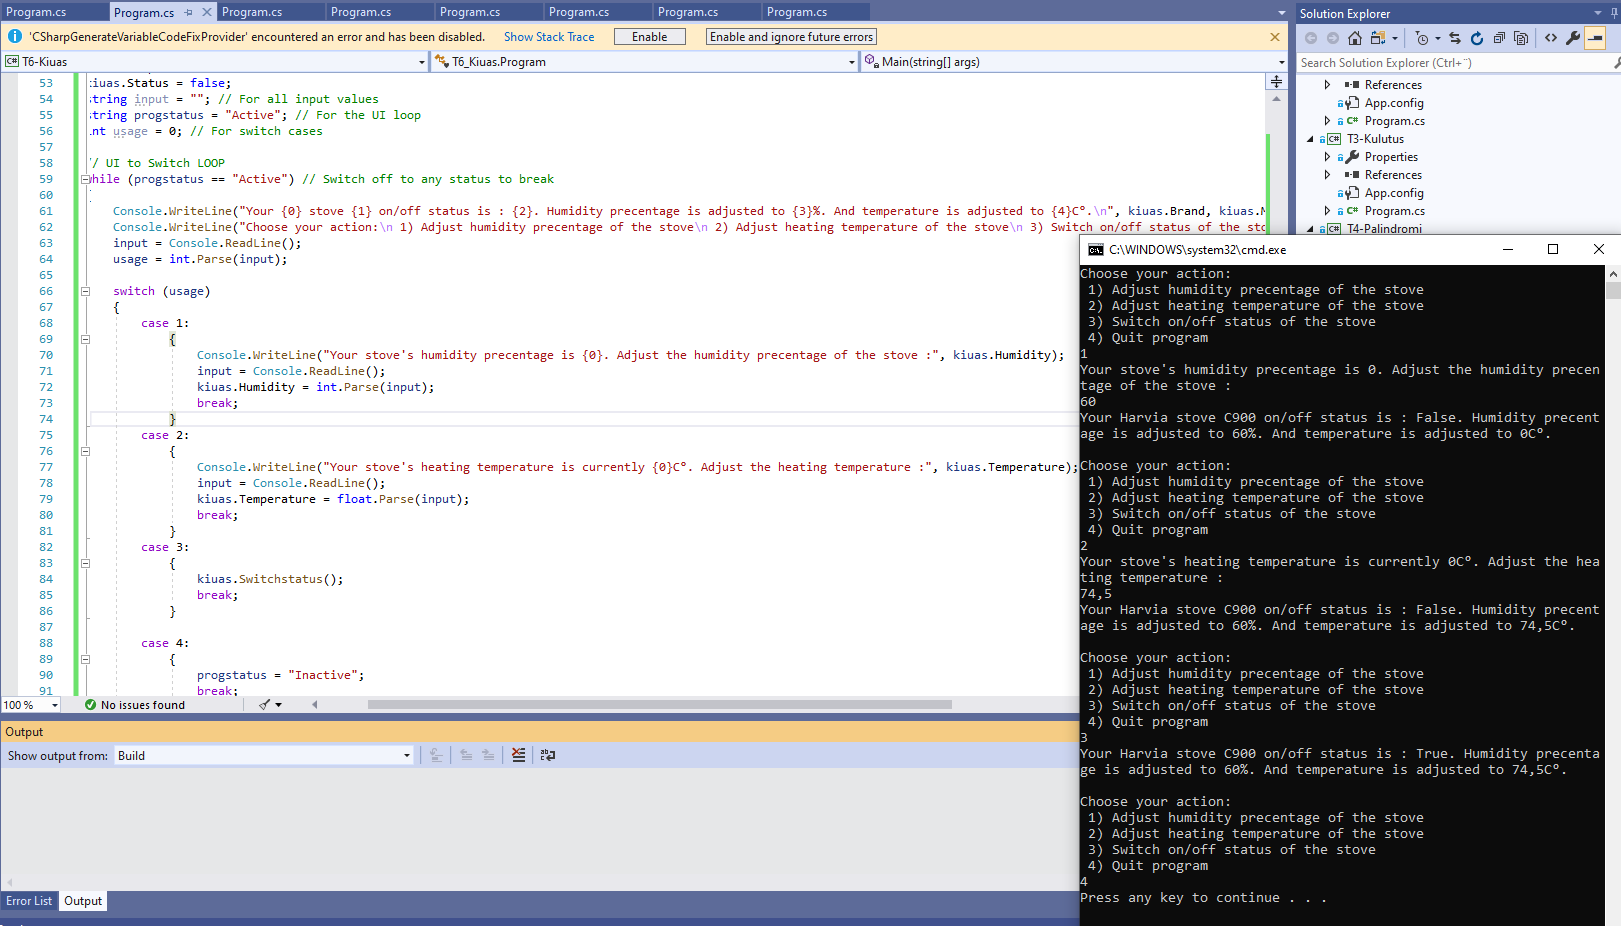 Program.cs
Program.cs
Program.cs
Program.cs
Program.cs
Program.cs
Program.cs
Program.cs
Solution Explorer
'CSharpGenerateVariableCodeFixProvider' encountered an error and has been disabled. Show Stack Trace Enable Enable and ignore future errors
C# T6-Kiuas T6_Kiuas.Program Main(string[] args)
Search Solution Explorer (Ctrl+¨)
References
App.config
C# Program.cs
C# T3-Kulutus
Properties
References
App.config
C# Program.cs
C# T4-Palindromi
53 :iuas.Status = false;
54 :tring input = ""; // For all input values
55 :tring progstatus = "Active"; // For the UI loop
56 .nt usage = 0; // For switch cases
57
58 '/ UI to Switch LOOP
59 while (progstatus == "Active") // Switch off to any status to break
60
61 Console.WriteLine("Your {0} stove {1} on/off status is : {2}. Humidity precentage is adjusted to {3}%. And temperature is adjusted to {4}C°.\n", kiuas.Brand, kiuas.M
62 Console.WriteLine("Choose your action:\n 1) Adjust humidity precentage of the stove\n 2) Adjust heating temperature of the stove\n 3) Switch on/off status of the sto
63 input = Console.ReadLine();
64 usage = int.Parse(input);
65
66 switch (usage)
67 {
68 case 1:
69 {
70 Console.WriteLine("Your stove's humidity precentage is {0}. Adjust the humidity precentage of the stove :", kiuas.Humidity);
71 input = Console.ReadLine();
72 kiuas.Humidity = int.Parse(input);
73 break;
74 }
75 case 2:
76 {
77 Console.WriteLine("Your stove's heating temperature is currently {0}C°. Adjust the heating temperature :", kiuas.Temperature);
78 input = Console.ReadLine();
79 kiuas.Temperature = float.Parse(input);
80 break;
81 }
82 case 3:
83 {
84 kiuas.Switchstatus();
85 break;
86 }
87
88 case 4:
89 {
90 progstatus = "Inactive";
91 break;
100 % No issues found
Output
Show output from: Build
Error List Output
C:\WINDOWS\system32\cmd.exe
Choose your action:
1) Adjust humidity precentage of the stove
2) Adjust heating temperature of the stove
3) Switch on/off status of the stove
4) Quit program
1
Your stove's humidity precentage is 0. Adjust the humidity precen
tage of the stove :
60
Your Harvia stove C900 on/off status is : False. Humidity precent
age is adjusted to 60%. And temperature is adjusted to 0C°.
Choose your action:
1) Adjust humidity precentage of the stove
2) Adjust heating temperature of the stove
3) Switch on/off status of the stove
4) Quit program
2
Your stove's heating temperature is currently 0C°. Adjust the hea
ting temperature :
74,5
Your Harvia stove C900 on/off status is : False. Humidity precent
age is adjusted to 60%. And temperature is adjusted to 74,5C°.
Choose your action:
1) Adjust humidity precentage of the stove
2) Adjust heating temperature of the stove
3) Switch on/off status of the stove
4) Quit program
3
Your Harvia stove C900 on/off status is : True. Humidity precenta
ge is adjusted to 60%. And temperature is adjusted to 74,5C°.
Choose your action:
1) Adjust humidity precentage of the stove
2) Adjust heating temperature of the stove
3) Switch on/off status of the stove
4) Quit program
4
Press any key to continue . . .